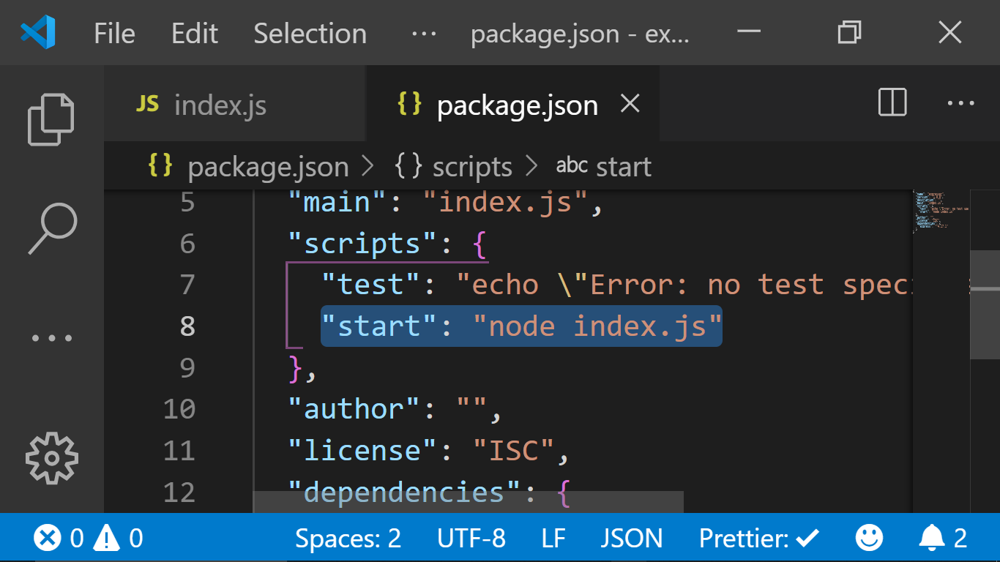 File Edit Selection ··· package.json - ex...
JS index.js {} package.json
{} package.json > {} scripts > abc start
5 "main": "index.js",
6 "scripts": {
7 "test": "echo \"Error: no test speci
8 "start": "node index.js"
9 },
10 "author": "",
11 "license": "ISC",
12 "dependencies": {
0 0 Spaces: 2 UTF-8 LF JSON Prettier: ✓ 2